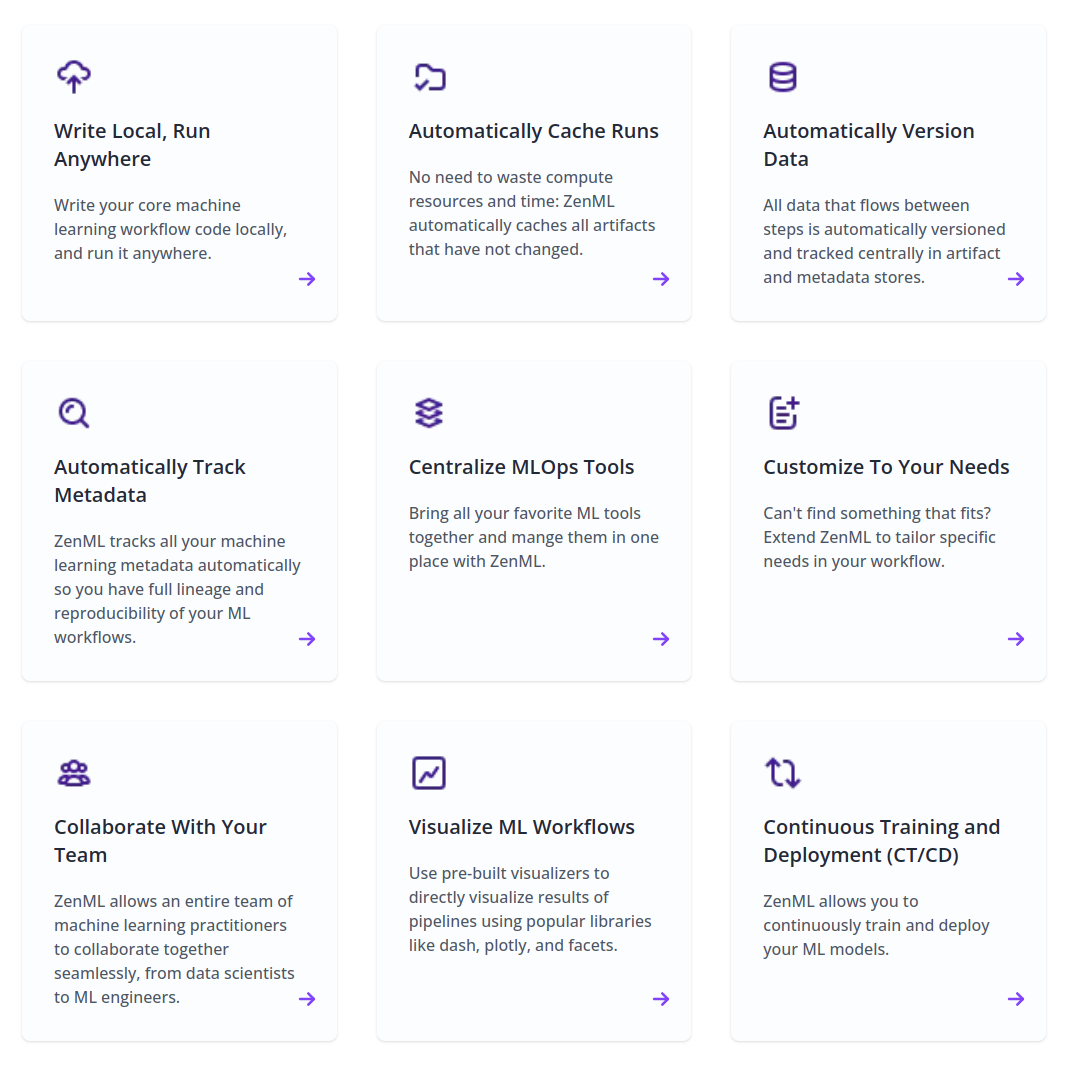 Write Local, Run
Anywhere
Write your core machine
learning workflow code locally,
and run it anywhere.
Automatically Cache Runs
No need to waste compute
resources and time: ZenML
automatically caches all artifacts
that have not changed.
Automatically Version
Data
All data that flows between
steps is automatically versioned
and tracked centrally in artifact
and metadata stores.
Automatically Track
Metadata
ZenML tracks all your machine
learning metadata automatically
so you have full lineage and
reproducibility of your ML
workflows.
Centralize MLOps Tools
Bring all your favorite ML tools
together and mange them in one
place with ZenML.
Customize To Your Needs
Can't find something that fits?
Extend ZenML to tailor specific
needs in your workflow.
Collaborate With Your
Team
ZenML allows an entire team of
machine learning practitioners
to collaborate together
seamlessly, from data scientists
to ML engineers.
Visualize ML Workflows
Use pre-built visualizers to
directly visualize results of
pipelines using popular libraries
like dash, plotly, and facets.
Continuous Training and
Deployment (CT/CD)
ZenML allows you to
continuously train and deploy
your ML models.